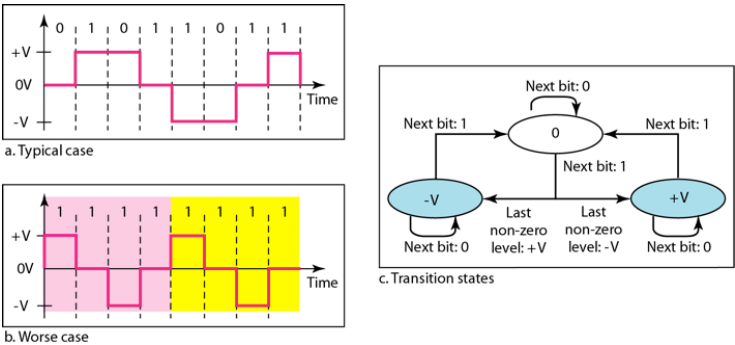 0 1 0 1 1 0 1 1
+V
0V
Time
-V
a. Typical case
1 1 1 1 1 1 1 1
+V
0V
Time
-V
b. Worse case
Next bit: 0
Next bit: 1
0
Next bit: 1
Next bit: 1
-V
+V
Last
non-zero
level: +V
Last
non-zero
level: -V
Next bit: 0
Next bit: 0
c. Transition states